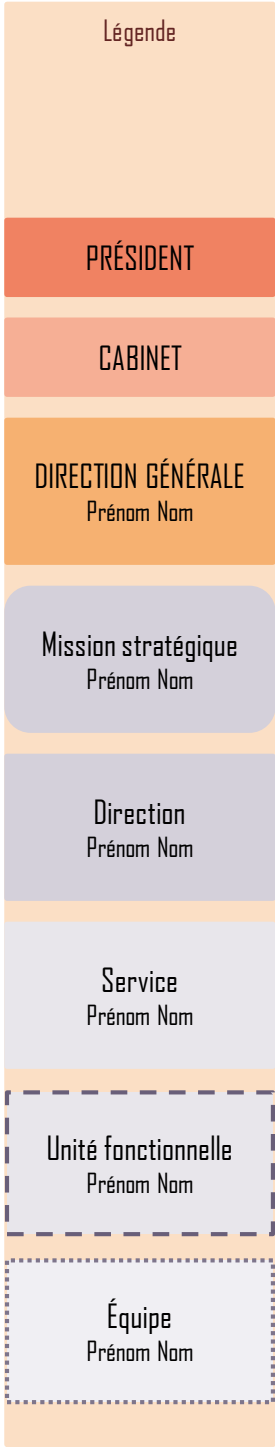 Légende
PRÉSIDENT
CABINET
DIRECTION GÉNÉRALE
Prénom Nom
Mission stratégique
Prénom Nom
Direction
Prénom Nom
Service
Prénom Nom
Unité fonctionnelle
Prénom Nom
Équipe
Prénom Nom